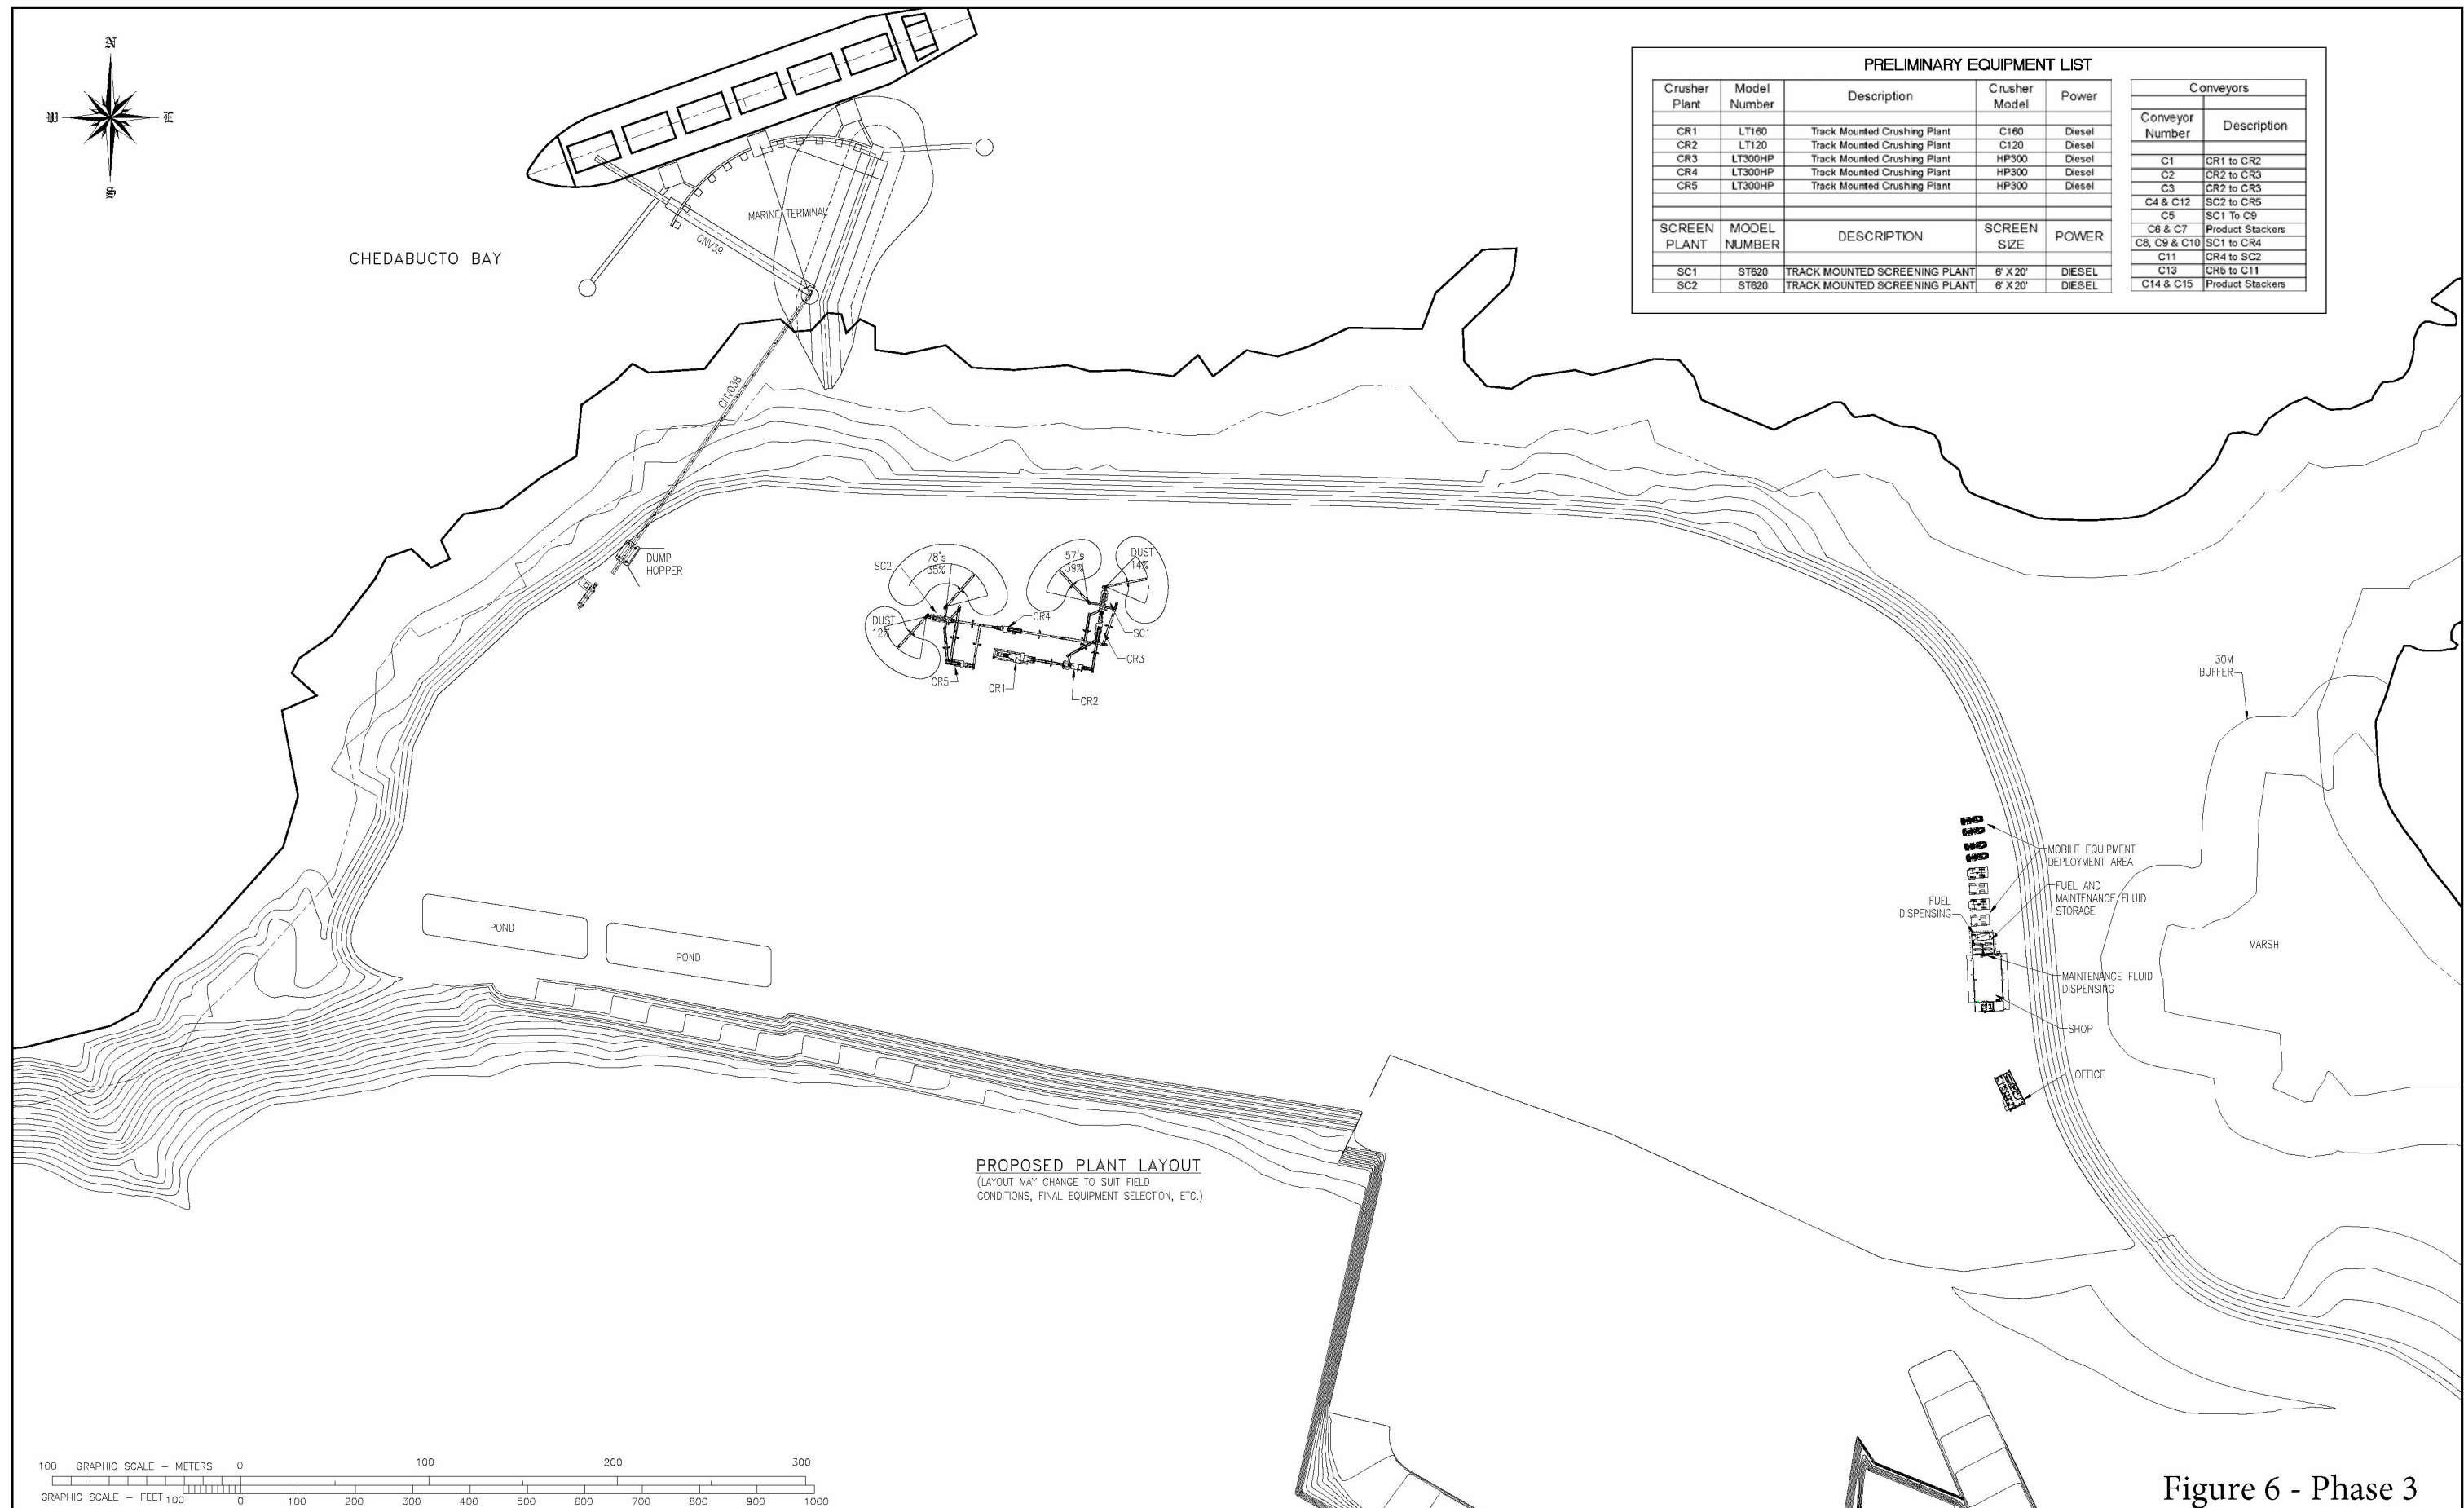 N
W
E
S
CHEDABUCTO BAY
MARINE TERMINAL
CNV39
CNV038
DUMP
HOPPER
PRELIMINARY EQUIPMENT LIST
Crusher Plant Model Number Description Crusher Model Power
CR1 LT160 Track Mounted Crushing Plant C160 Diesel
CR2 LT120 Track Mounted Crushing Plant C120 Diesel
CR3 LT300HP Track Mounted Crushing Plant HP300 Diesel
CR4 LT300HP Track Mounted Crushing Plant HP300 Diesel
CR5 LT300HP Track Mounted Crushing Plant HP300 Diesel
SCREEN PLANT MODEL NUMBER DESCRIPTION SCREEN SIZE POWER
SC1 ST620 TRACK MOUNTED SCREENING PLANT 6' X 20' DIESEL
SC2 ST620 TRACK MOUNTED SCREENING PLANT 6' X 20' DIESEL
Conveyors
Conveyor Number Description
C1 CR1 to CR2
C2 CR2 to CR3
C3 CR2 to CR3
C4 & C12 SC2 to CR5
C5 SC1 To C9
C6 & C7 Product Stackers
C8, C9 & C10 SC1 to CR4
C11 CR4 to SC2
C13 CR5 to C11
C14 & C15 Product Stackers
SC2
78's
35%
57's
39%
DUST
14%
DUST
12%
CR4
SC1
CR3
CR5
CR1
CR2
30M
BUFFER
MOBILE EQUIPMENT
DEPLOYMENT AREA
FUEL AND
MAINTENANCE FLUID
STORAGE
FUEL
DISPENSING
MARSH
MAINTENANCE FLUID
DISPENSING
SHOP
OFFICE
POND
POND
PROPOSED PLANT LAYOUT
(LAYOUT MAY CHANGE TO SUIT FIELD
CONDITIONS, FINAL EQUIPMENT SELECTION, ETC.)
100 GRAPHIC SCALE – METERS 0 100 200 300
GRAPHIC SCALE – FEET 100 0 100 200 300 400 500 600 700 800 900 1000
Figure 6 - Phase 3